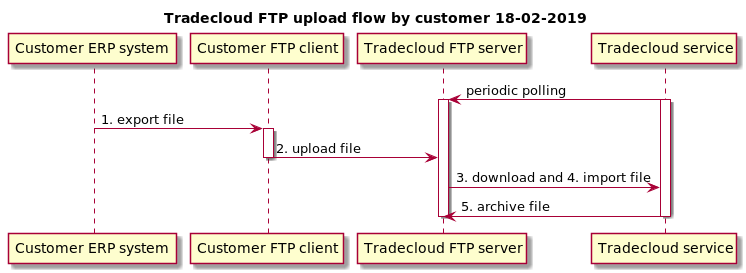 Tradecloud FTP upload flow by customer 18-02-2019
Customer ERP system
Customer FTP client
Tradecloud FTP server
Tradecloud service
periodic polling
1. export file
2. upload file
3. download and 4. import file
5. archive file
Customer ERP system
Customer FTP client
Tradecloud FTP server
Tradecloud service